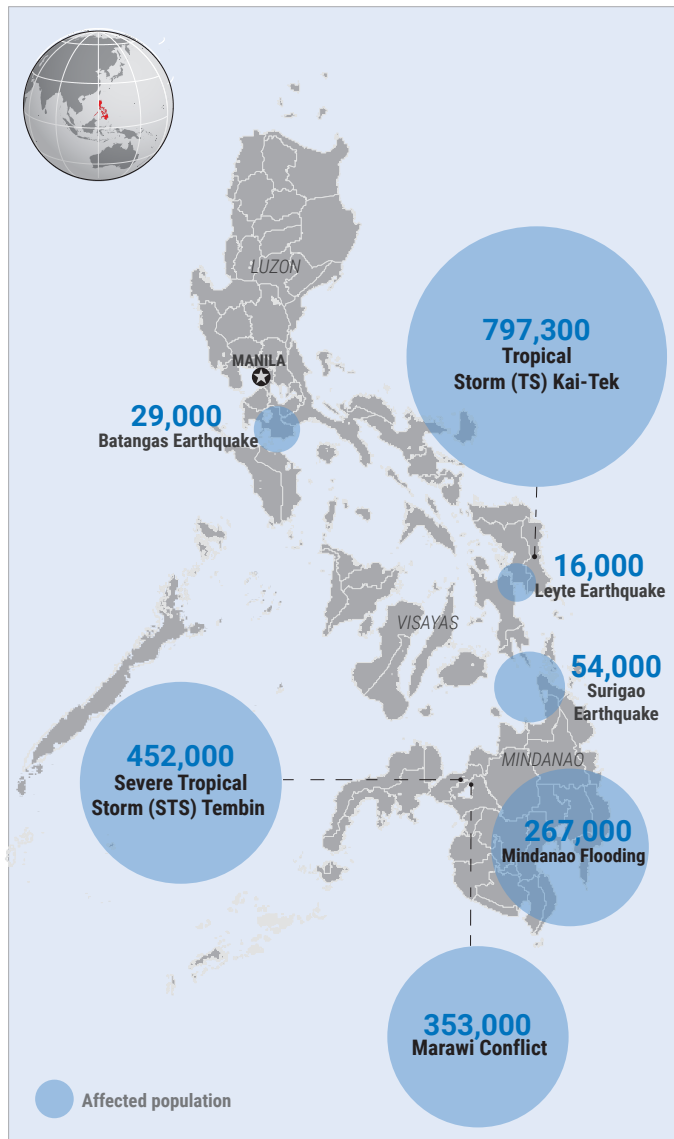 LUZON
797,300
Tropical
Storm (TS) Kai-Tek
MANILA
29,000
Batangas Earthquake
16,000
Leyte Earthquake
VISAYAS
54,000
Surigao
Earthquake
452,000
Severe Tropical
Storm (STS) Tembin
MINDANAO
267,000
Mindanao Flooding
353,000
Marawi Conflict
Affected population